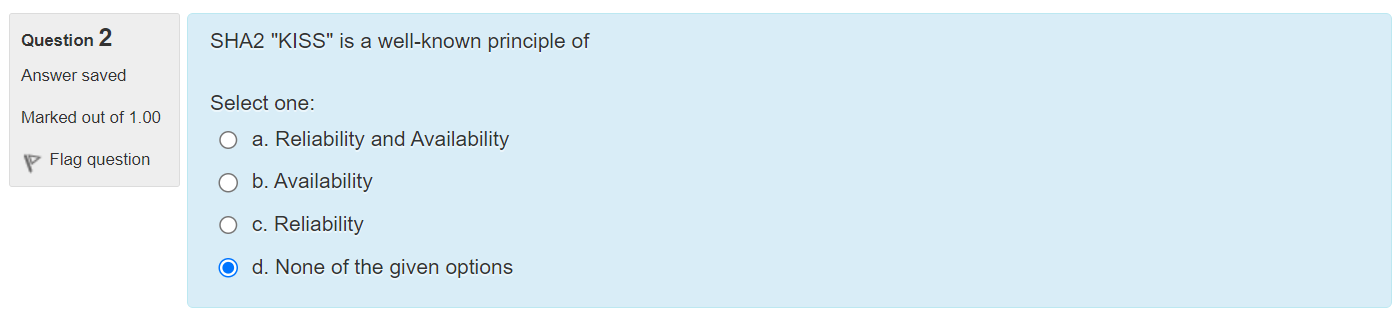 Question 2
Answer saved
Marked out of 1.00
Flag question
SHA2 "KISS" is a well-known principle of
Select one:
a. Reliability and Availability
b. Availability
c. Reliability
d. None of the given options